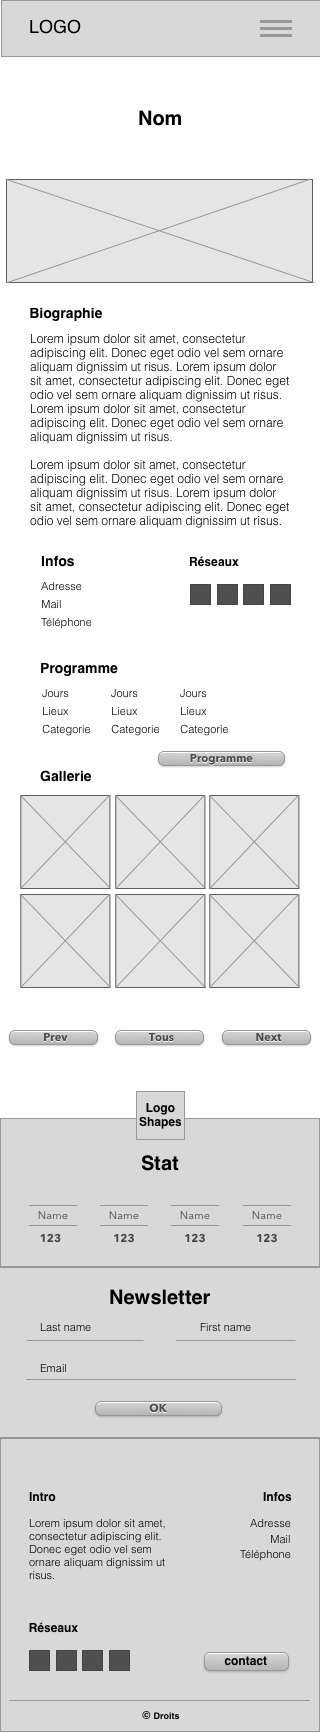 LOGO
Nom
Biographie
Lorem ipsum dolor sit amet, consectetur
adipiscing elit. Donec eget odio vel sem ornare
aliquam dignissim ut risus. Lorem ipsum dolor
sit amet, consectetur adipiscing elit. Donec eget
odio vel sem ornare aliquam dignissim ut risus.
Lorem ipsum dolor sit amet, consectetur
adipiscing elit. Donec eget odio vel sem ornare
aliquam dignissim ut risus.
Lorem ipsum dolor sit amet, consectetur
adipiscing elit. Donec eget odio vel sem ornare
aliquam dignissim ut risus. Lorem ipsum dolor
sit amet, consectetur adipiscing elit. Donec eget
odio vel sem ornare aliquam dignissim ut risus.
Infos
Adresse
Mail
Téléphone
Réseaux
Programme
Jours Jours Jours
Lieux Lieux Lieux
Categorie Categorie Categorie
Programme
Gallerie
Prev Tous Next
Logo
Shapes
Stat
Name Name Name Name
123 123 123 123
Newsletter
Last name First name
Email
OK
Intro
Lorem ipsum dolor sit amet,
consectetur adipiscing elit.
Donec eget odio vel sem
ornare aliquam dignissim ut
risus.
Infos
Adresse
Mail
Téléphone
Réseaux
contact
© Droits